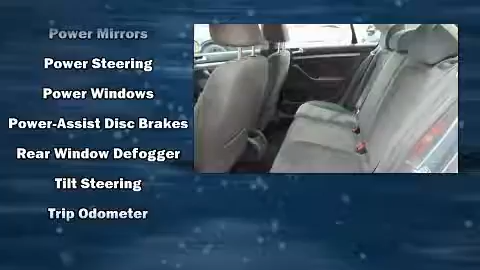 Power Mirrors
Power Steering
Power Windows
Power-Assist Disc Brakes
Rear Window Defogger
Tilt Steering
Trip Odometer